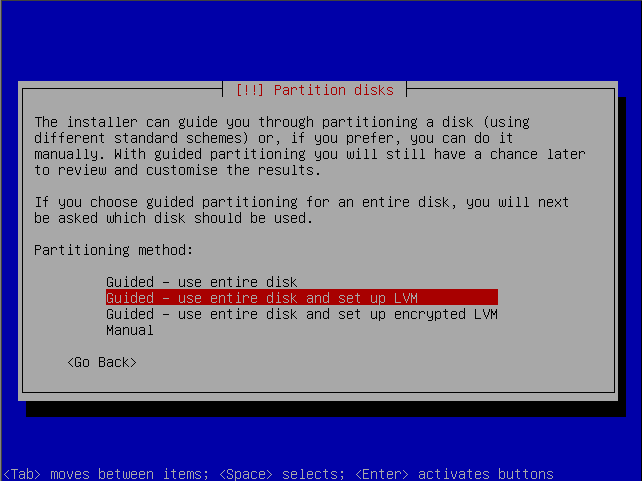 [!!] Partition disks
The installer can guide you through partitioning a disk (using
different standard schemes) or, if you prefer, you can do it
manually. With guided partitioning you will still have a chance later
to review and customise the results.
If you choose guided partitioning for an entire disk, you will next
be asked which disk should be used.
Partitioning method:
Guided - use entire disk
Guided - use entire disk and set up LVM
Guided - use entire disk and set up encrypted LVM
Manual
<Go Back>
<Tab> moves between items; <Space> selects; <Enter> activates buttons